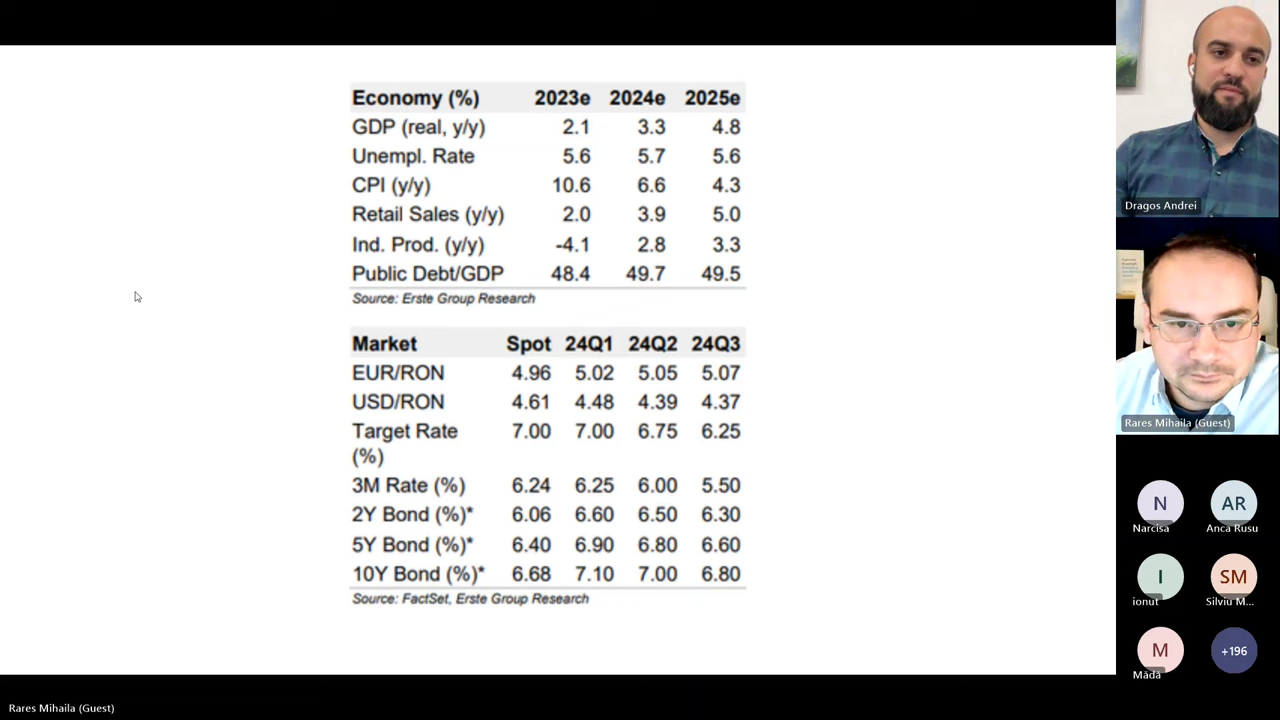 Economy (%) 2023e 2024e 2025e
GDP (real, y/y) 2.1 3.3 4.8
Unempl. Rate 5.6 5.7 5.6
CPI (y/y) 10.6 6.6 4.3
Retail Sales (y/y) 2.0 3.9 5.0
Ind. Prod. (y/y) -4.1 2.8 3.3
Public Debt/GDP 48.4 49.7 49.5
Source: Erste Group Research
Market Spot 24Q1 24Q2 24Q3
EUR/RON 4.96 5.02 5.05 5.07
USD/RON 4.61 4.48 4.39 4.37
Target Rate 7.00 7.00 6.75 6.25
(%)
3M Rate (%) 6.24 6.25 6.00 5.50
2Y Bond (%)* 6.06 6.60 6.50 6.30
5Y Bond (%)* 6.40 6.90 6.80 6.60
10Y Bond (%)* 6.68 7.10 7.00 6.80
Source: FactSet, Erste Group Research
Dragos Andrei
Rares Mihaila (Guest)
N AR
Narcisa Anca Rusu
I SM
ionut Silviu M...
M +196
Mădă
Rares Mihaila (Guest)